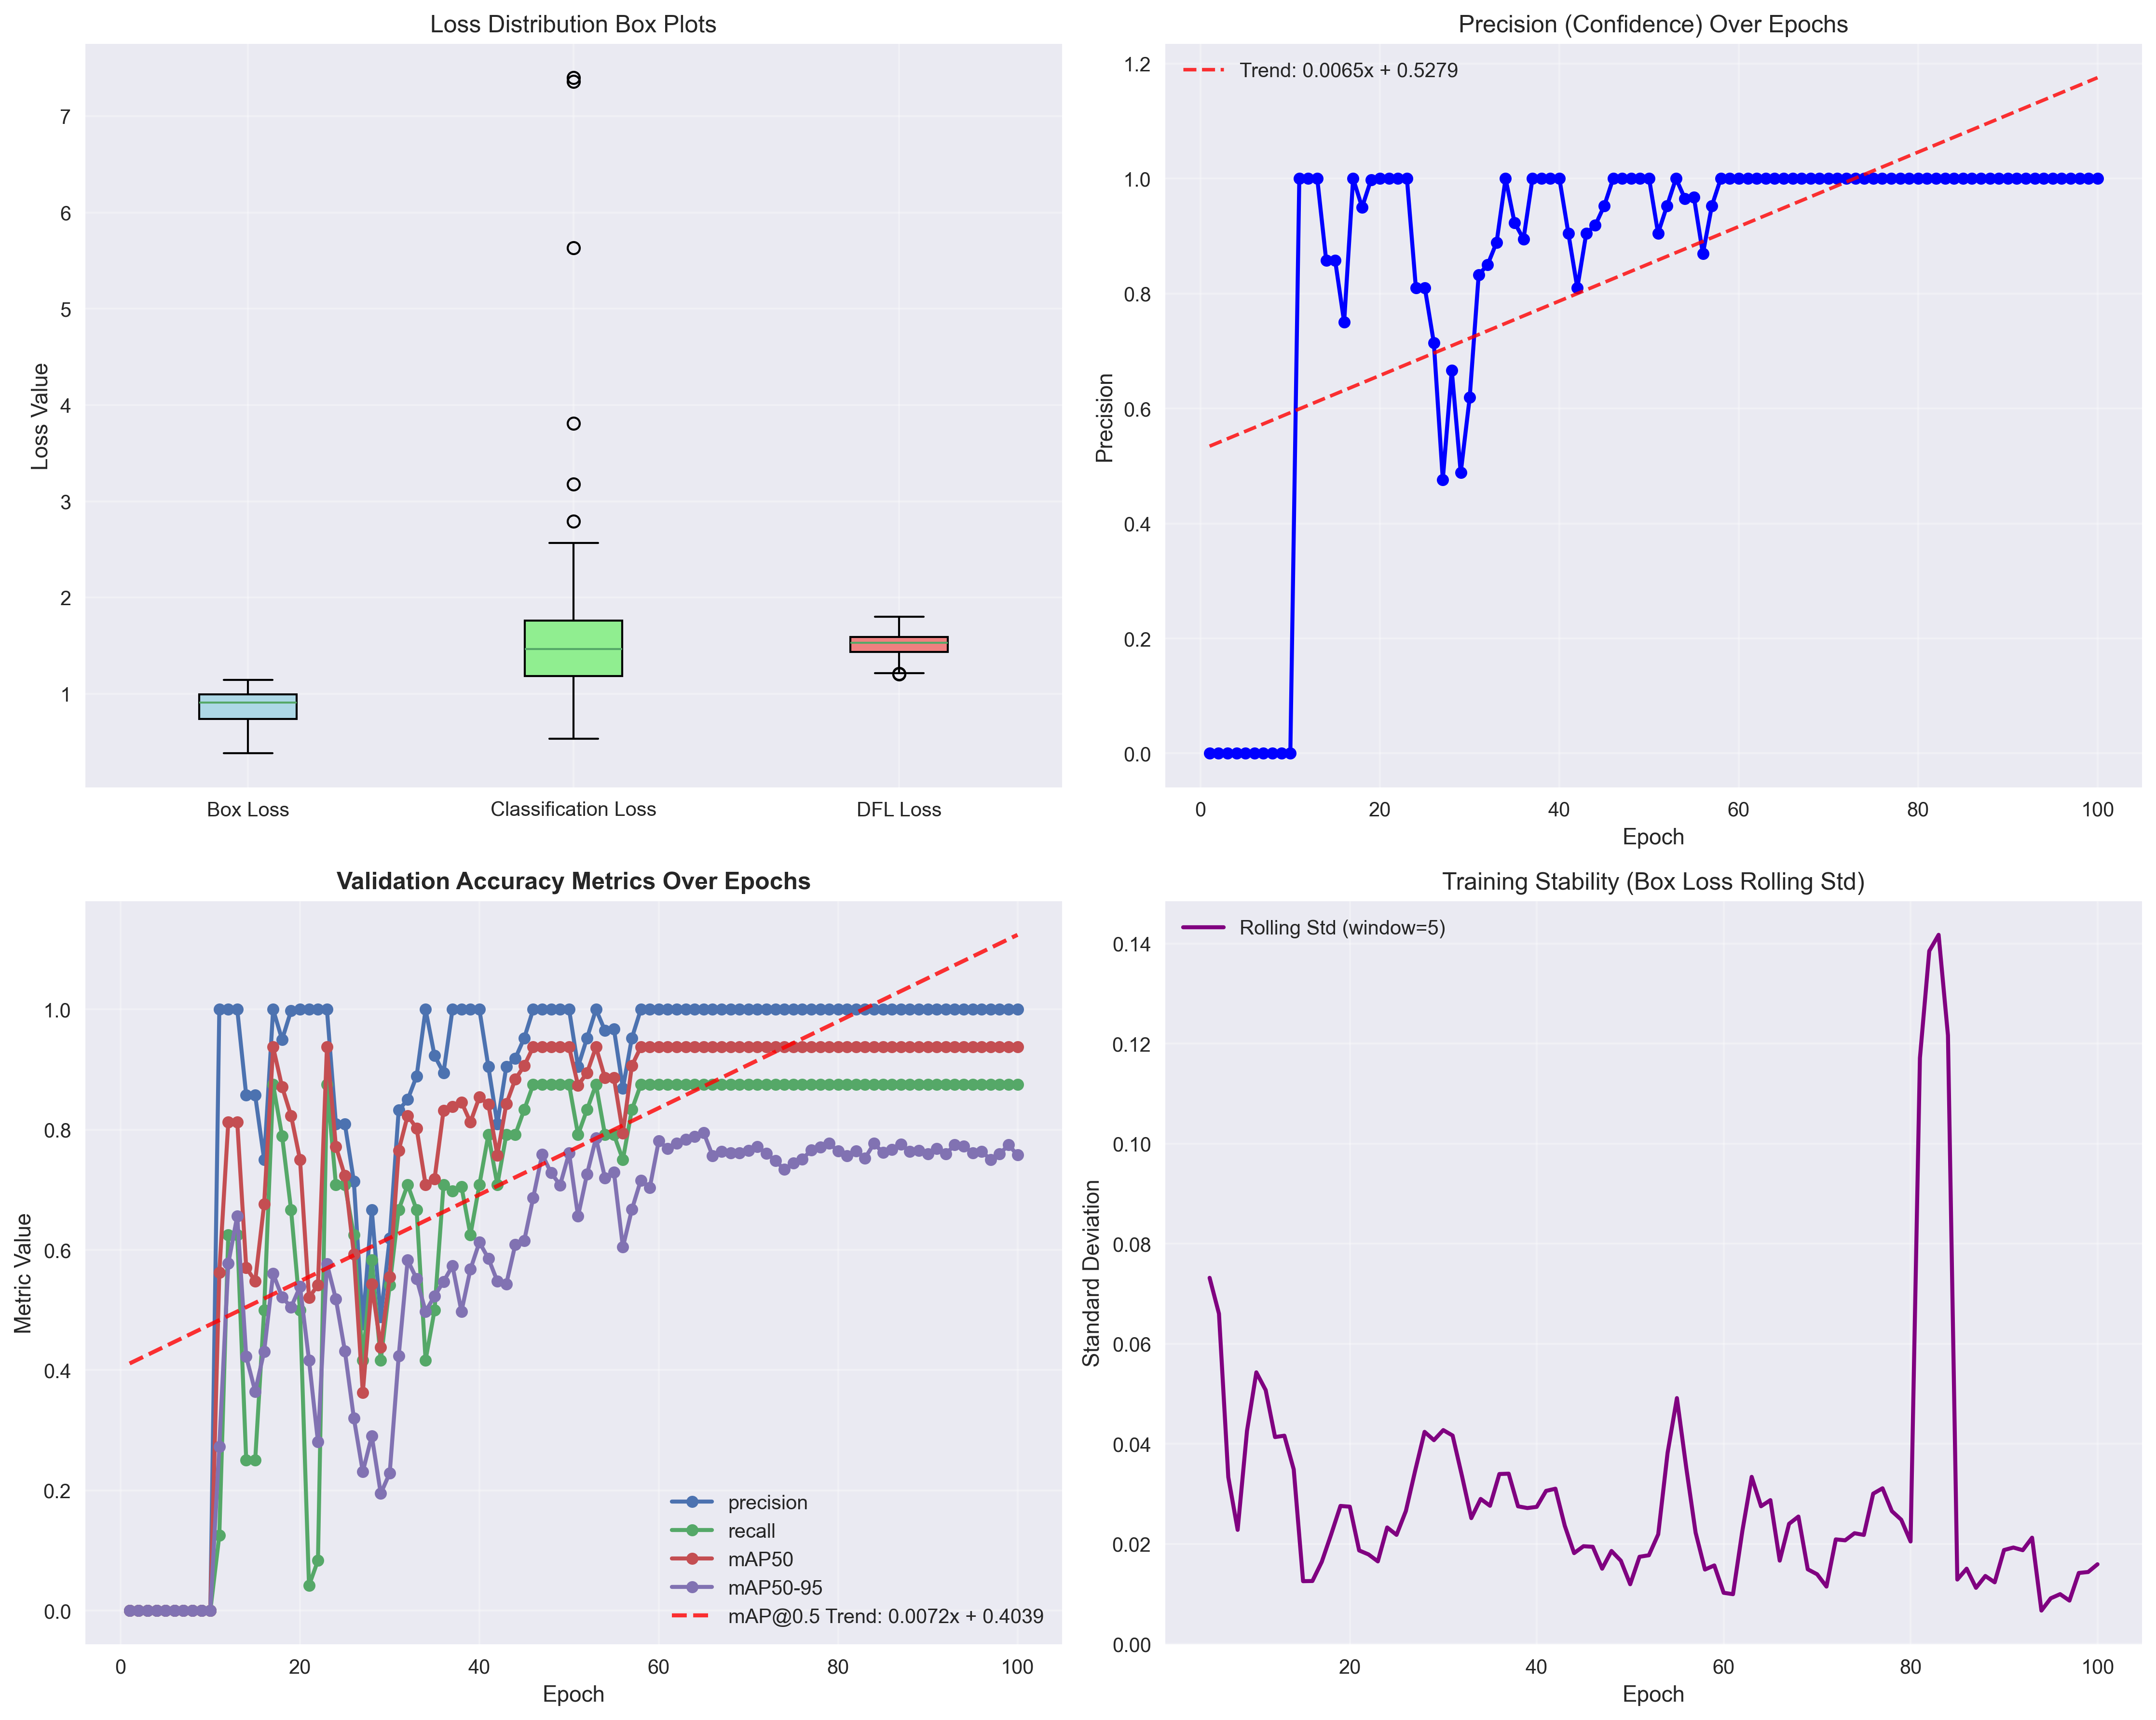 Loss Distribution Box Plots
Loss Value
7
6
5
4
3
2
1
Box Loss
Classification Loss
DFL Loss
Precision (Confidence) Over Epochs
Trend: 0.0065x + 0.5279
Precision
1.2
1.0
0.8
0.6
0.4
0.2
0.0
0
20
40
60
80
100
Epoch
Validation Accuracy Metrics Over Epochs
Metric Value
1.0
0.8
0.6
0.4
0.2
0.0
precision
recall
mAP50
mAP50-95
mAP@0.5 Trend: 0.0072x + 0.4039
0
20
40
60
80
100
Epoch
Training Stability (Box Loss Rolling Std)
Rolling Std (window=5)
Standard Deviation
0.14
0.12
0.10
0.08
0.06
0.04
0.02
0.00
20
40
60
80
100
Epoch